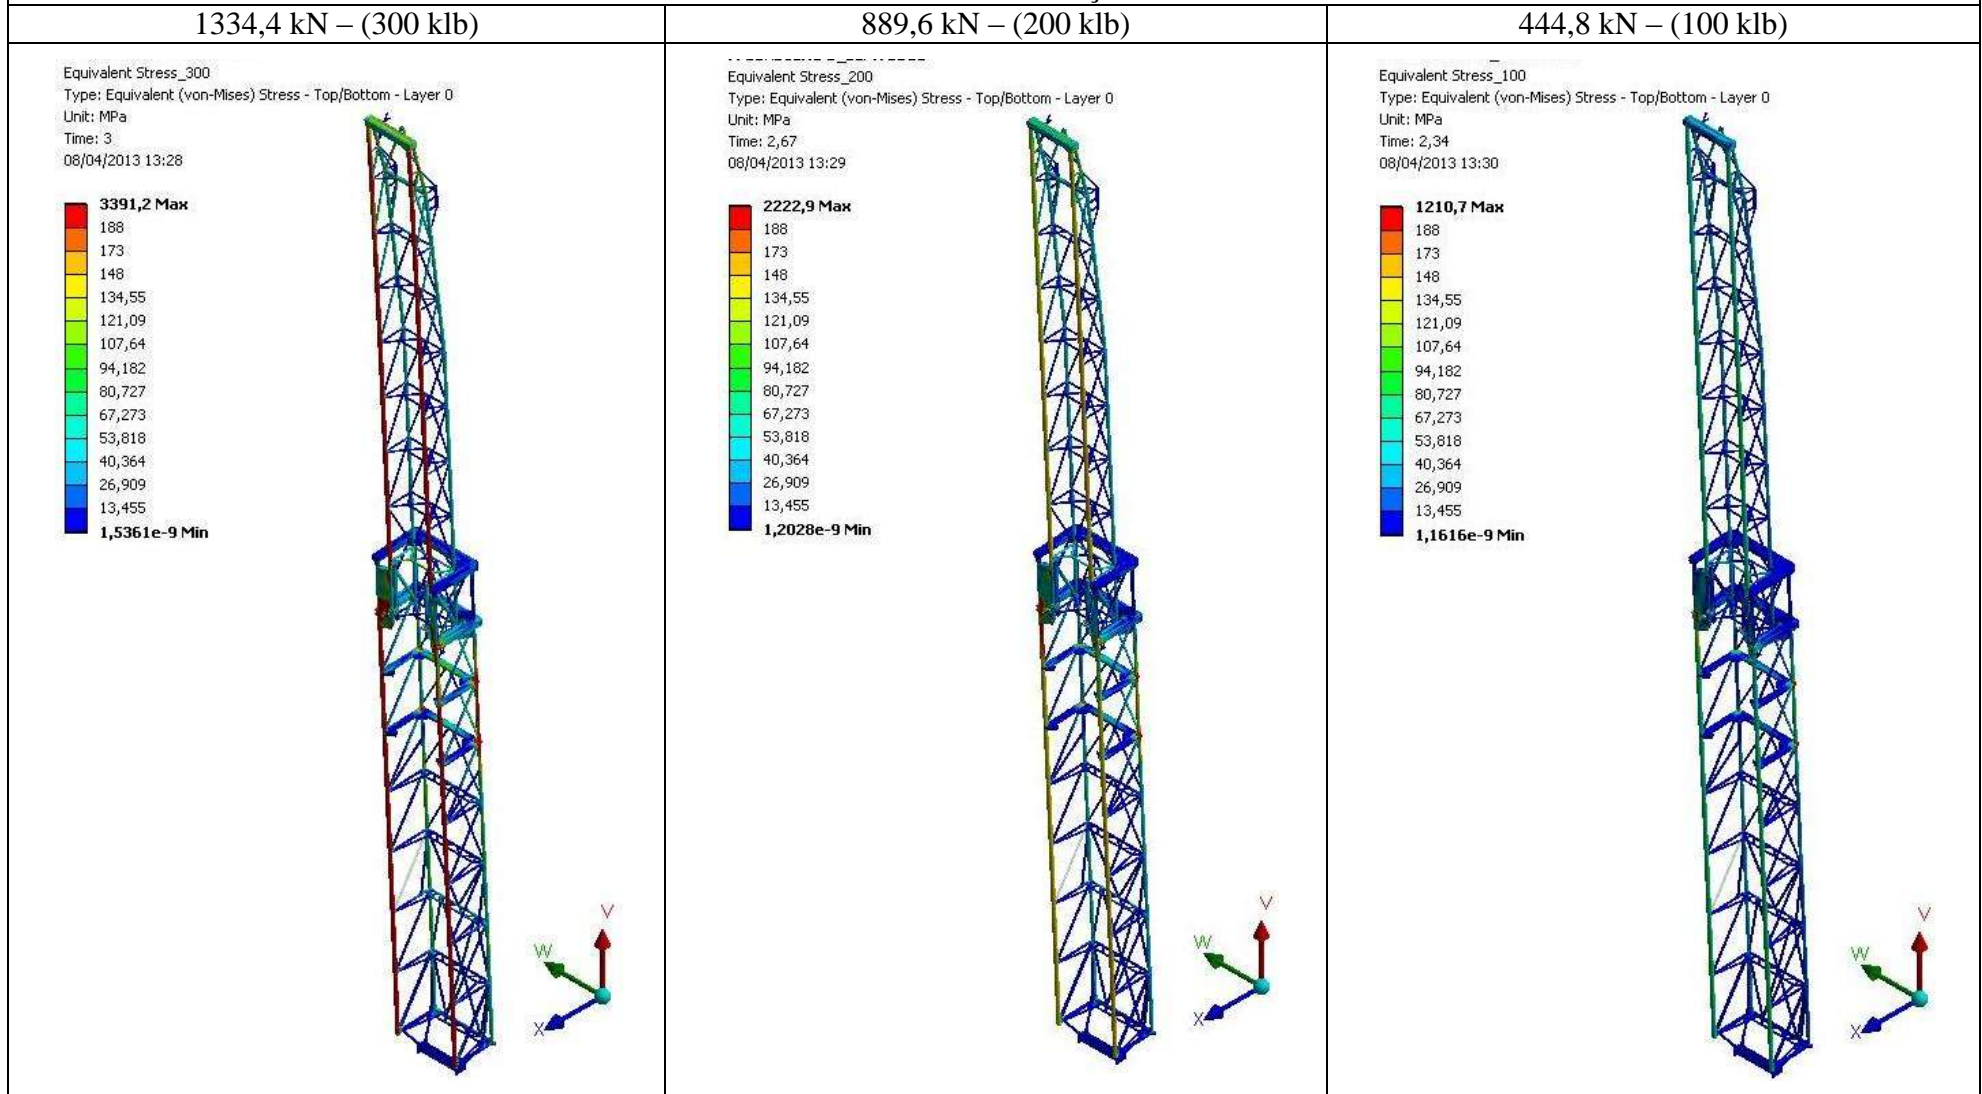 1334,4 kN – (300 klb)
889,6 kN – (200 klb)
444,8 kN – (100 klb)
Equivalent Stress_300
Type: Equivalent (von-Mises) Stress - Top/Bottom - Layer 0
Unit: MPa
Time: 3
08/04/2013 13:28
3391,2 Max
188
173
148
134,55
121,09
107,64
94,182
80,727
67,273
53,818
40,364
26,909
13,455
1,5361e-9 Min
V
W
X
Equivalent Stress_200
Type: Equivalent (von-Mises) Stress - Top/Bottom - Layer 0
Unit: MPa
Time: 2,67
08/04/2013 13:29
2222,9 Max
188
173
148
134,55
121,09
107,64
94,182
80,727
67,273
53,818
40,364
26,909
13,455
1,2028e-9 Min
V
W
X
Equivalent Stress_100
Type: Equivalent (von-Mises) Stress - Top/Bottom - Layer 0
Unit: MPa
Time: 2,34
08/04/2013 13:30
1210,7 Max
188
173
148
134,55
121,09
107,64
94,182
80,727
67,273
53,818
40,364
26,909
13,455
1,1616e-9 Min
V
W
X